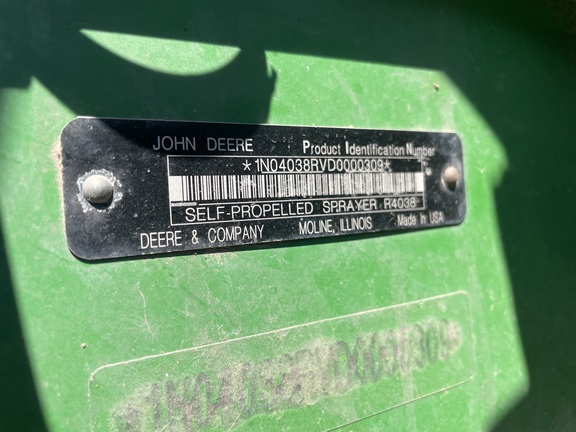 JOHN DEERE Product Identification Number
*1N04038RVD0000309*
SELF-PROPELLED SPRAYER R4038
DEERE & COMPANY MOLINE, ILLINOIS Made in USA